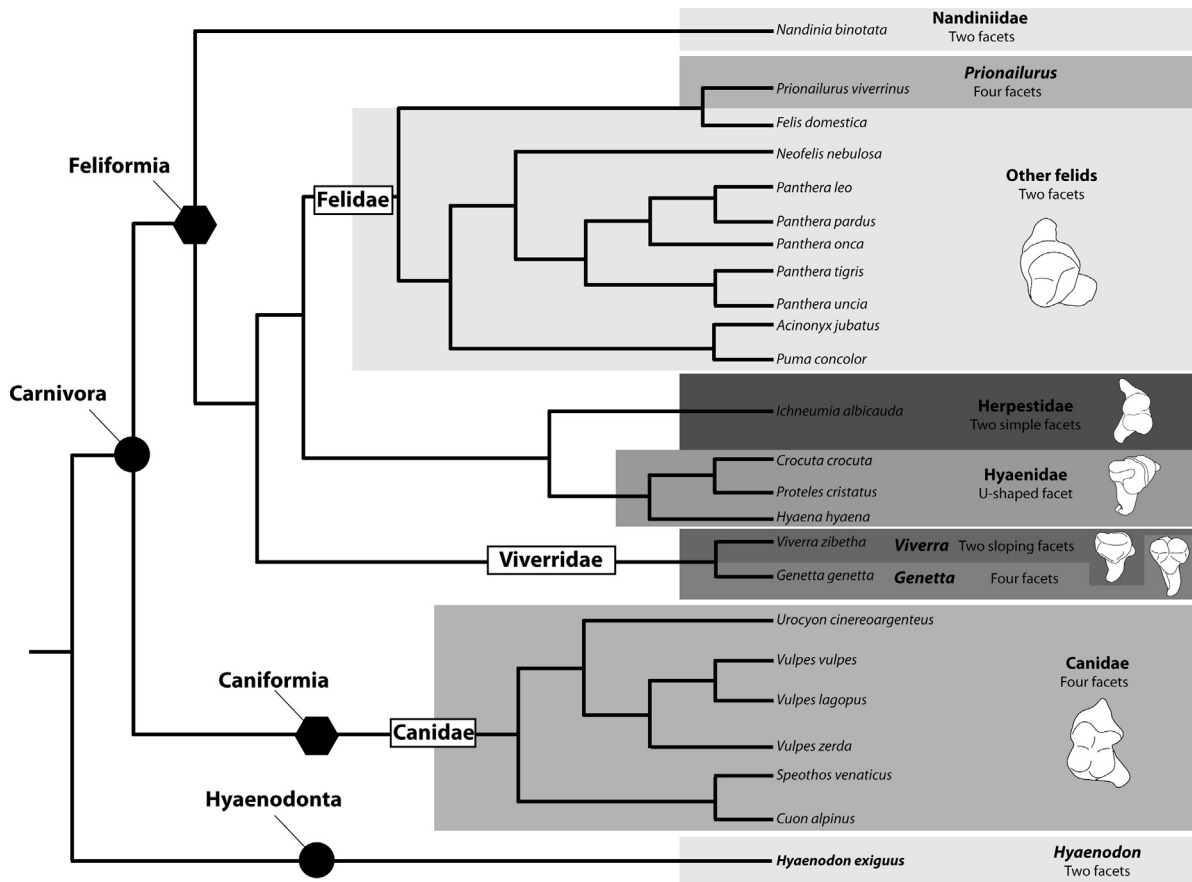 Nandinia binotata
Nandiniidae
Two facets
Prionailurus viverrinus
Prionailurus
Four facets
Felis domestica
Feliformia
Neofelis nebulosa
Felidae
Panthera leo
Other felids
Two facets
Panthera pardus
Panthera onca
Panthera tigris
Panthera uncia
Acinonyx jubatus
Puma concolor
Carnivora
Ichneumia albicauda
Herpestidae
Two simple facets
Crocuta crocuta
Hyaenidae
U-shaped facet
Proteles cristatus
Hyaena hyaena
Viverridae
Viverra zibetha
Viverra Two sloping facets
Genetta genetta
Genetta Four facets
Urocyon cinereoargenteus
Caniformia
Vulpes vulpes
Canidae
Four facets
Vulpes lagopus
Canidae
Vulpes zerda
Speothos venaticus
Hyaenodonta
Cuon alpinus
Hyaenodon exiguus
Hyaenodon
Two facets